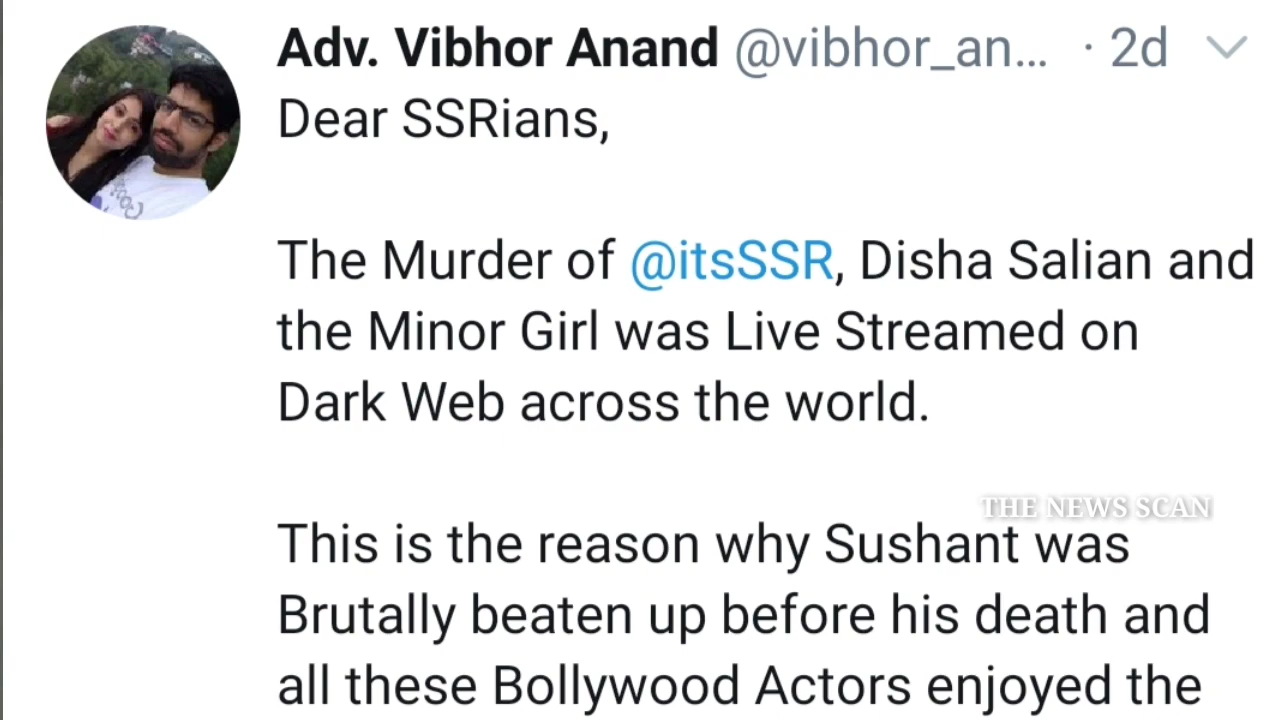 Adv. Vibhor Anand @vibhor_an... · 2d
Dear SSRians,
The Murder of @itsSSR, Disha Salian and
the Minor Girl was Live Streamed on
Dark Web across the world.
THE NEWS SCAN
This is the reason why Sushant was
Brutally beaten up before his death and
all these Bollywood Actors enjoyed the